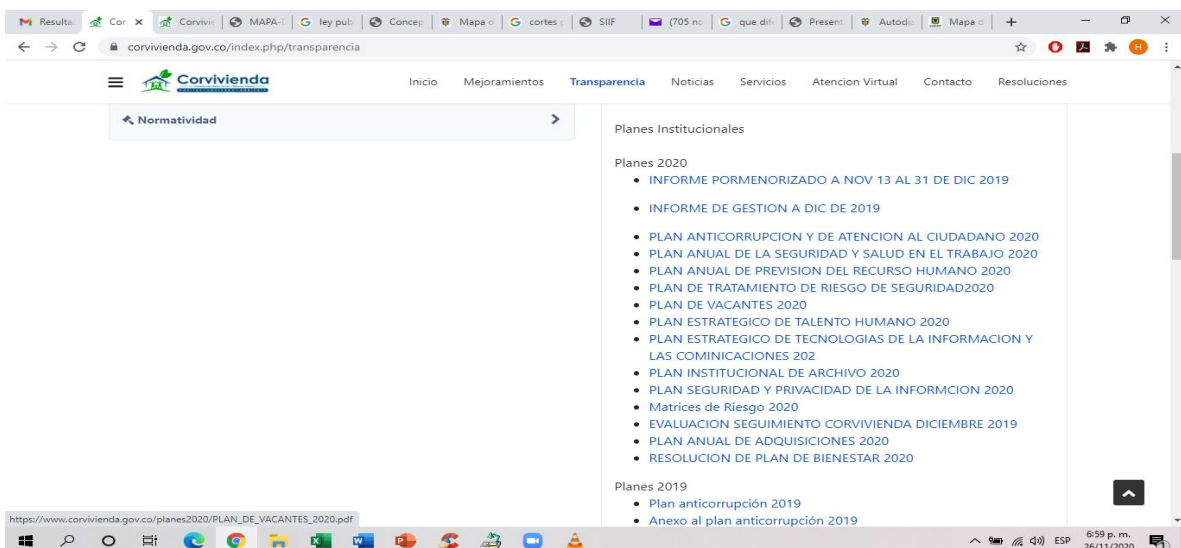 Resulta
Cor
Corvivie
MAPA-
ley pub
Concep
Mapa d
cortes p
SIIF
(705 no
que dif
Present
Autodia
Mapa d
corvivienda.gov.co/index.php/transparencia
H
Corvivienda
Inicio Mejoramientos Transparencia Noticias Servicios Atencion Virtual Contacto Resoluciones
Normatividad
Planes Institucionales
Planes 2020
INFORME PORMENORIZADO A NOV 13 AL 31 DE DIC 2019
INFORME DE GESTION A DIC DE 2019
PLAN ANTICORRUPCION Y DE ATENCION AL CIUDADANO 2020
PLAN ANUAL DE LA SEGURIDAD Y SALUD EN EL TRABAJO 2020
PLAN ANUAL DE PREVISION DEL RECURSO HUMANO 2020
PLAN DE TRATAMIENTO DE RIESGO DE SEGURIDAD2020
PLAN DE VACANTES 2020
PLAN ESTRATEGICO DE TALENTO HUMANO 2020
PLAN ESTRATEGICO DE TECNOLOGIAS DE LA INFORMACION Y
LAS COMINICACIONES 202
PLAN INSTITUCIONAL DE ARCHIVO 2020
PLAN SEGURIDAD Y PRIVACIDAD DE LA INFORMCION 2020
Matrices de Riesgo 2020
EVALUACION SEGUIMIENTO CORVIVIENDA DICIEMBRE 2019
PLAN ANUAL DE ADQUISICIONES 2020
RESOLUCION DE PLAN DE BIENESTAR 2020
Planes 2019
Plan anticorrupción 2019
Anexo al plan anticorrupción 2019
https://www.corvivienda.gov.co/planes2020/PLAN_DE_VACANTES_2020.pdf
ESP
6:59 p. m.
26/11/2020